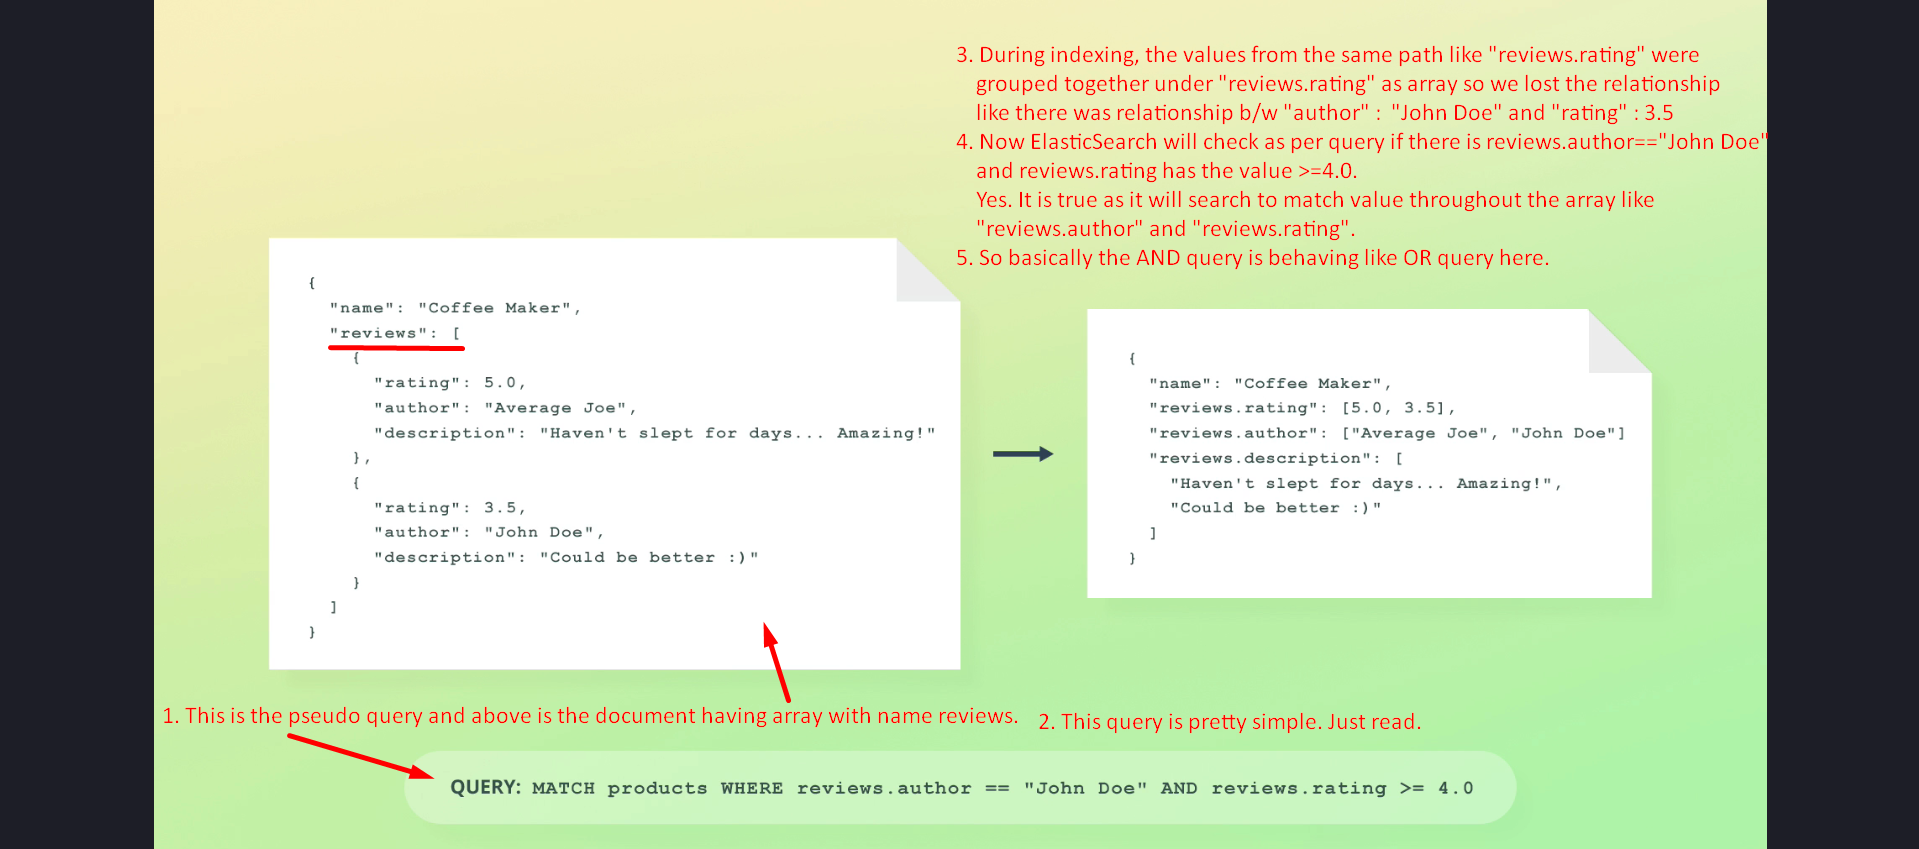 3. During indexing, the values from the same path like "reviews.rating" were
grouped together under "reviews.rating" as array so we lost the relationship
like there was relationship b/w "author" : "John Doe" and "rating" : 3.5
4. Now ElasticSearch will check as per query if there is reviews.author=="John Doe"
and reviews.rating has the value >=4.0.
Yes. It is true as it will search to match value throughout the array like
"reviews.author" and "reviews.rating".
5. So basically the AND query is behaving like OR query here.
{
"name": "Coffee Maker",
"reviews": [
{
"rating": 5.0,
"author": "Average Joe",
"description": "Haven't slept for days... Amazing!"
},
{
"rating": 3.5,
"author": "John Doe",
"description": "Could be better :)"
}
]
}
{
"name": "Coffee Maker",
"reviews.rating": [5.0, 3.5],
"reviews.author": ["Average Joe", "John Doe"]
"reviews.description": [
"Haven't slept for days... Amazing!",
"Could be better :)"
]
}
1. This is the pseudo query and above is the document having array with name reviews.
2. This query is pretty simple. Just read.
QUERY: MATCH products WHERE reviews.author == "John Doe" AND reviews.rating >= 4.0